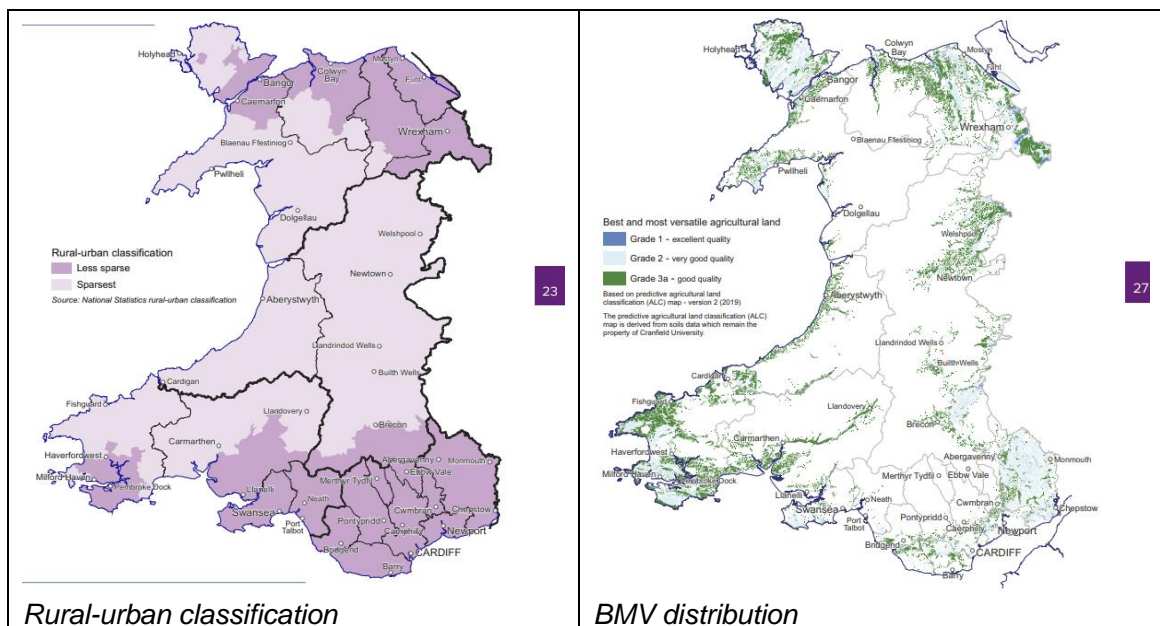 Holyhead
Colwyn
Bay
Mostyn
Flint
Bangor
Caernarfon
Wrexham
Blaenau Ffestiniog
Pwllheli
Dolgellau
Welshpool
Rural-urban classification
Less sparse
Sparsest
Source: National Statistics rural-urban classification
23
Newtown
Aberystwyth
Llandrindod Wells
Builth Wells
Cardigan
Fishguard
Llandovery
Brecon
Carmarthen
Haverfordwest
Milford Haven
Pembroke Dock
Abergavenny
Monmouth
Ebbw Vale
Merthyr Tydfil
Llanelli
Neath
Swansea
Cwmbran
Chepstow
Port
Talbot
Pontypridd
Caerphilly
Newport
Bridgend
CARDIFF
Barry
Rural-urban classification
Holyhead
Colwyn
Bay
Mostyn
Flint
Bangor
Caernarfon
Wrexham
Blaenau Ffestiniog
Pwllheli
Dolgellau
Best and most versatile agricultural land
Grade 1 - excellent quality
Grade 2 - very good quality
Grade 3a - good quality
Based on predictive agricultural land
classification (ALC) map - version 2 (2019)
The predictive agricultural land classification (ALC)
map is derived from soils data which remain the
property of Cranfield University.
27
Welshpool
Newtown
Aberystwyth
Llandrindod Wells
Builth Wells
Cardigan
Fishguard
Llandovery
Brecon
Carmarthen
Haverfordwest
Milford Haven
Pembroke Dock
Abergavenny
Monmouth
Merthyr Tydfil
Ebbw Vale
Llanelli
Neath
Swansea
Cwmbran
Chepstow
Port
Talbot
Pontypridd
Caerphilly
Newport
Bridgend
CARDIFF
Barry
BMV distribution